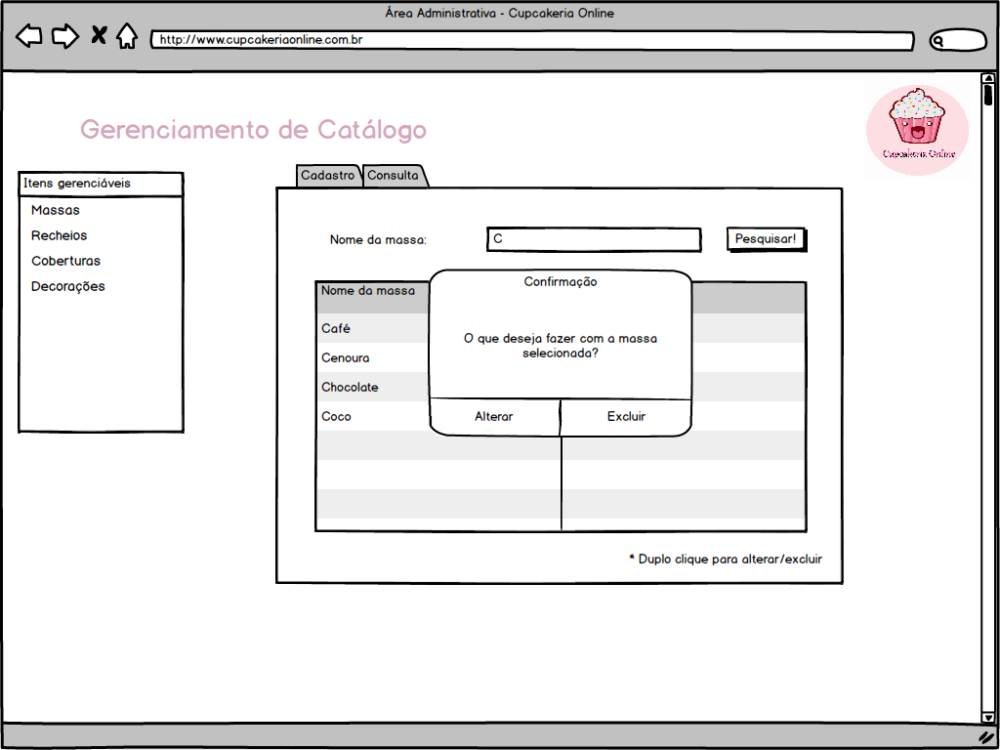 Área Administrativa - Cupcakeria Online
http://www.cupcakeriaonline.com.br
Gerenciamento de Catálogo
Cupcakeria Online
Itens gerenciáveis
Massas
Recheios
Coberturas
Decorações
Cadastro
Consulta
Nome da massa:
C
Pesquisar!
Nome da massa
Café
Cenoura
Chocolate
Coco
Confirmação
O que deseja fazer com a massa
selecionada?
Alterar
Excluir
* Duplo clique para alterar/excluir